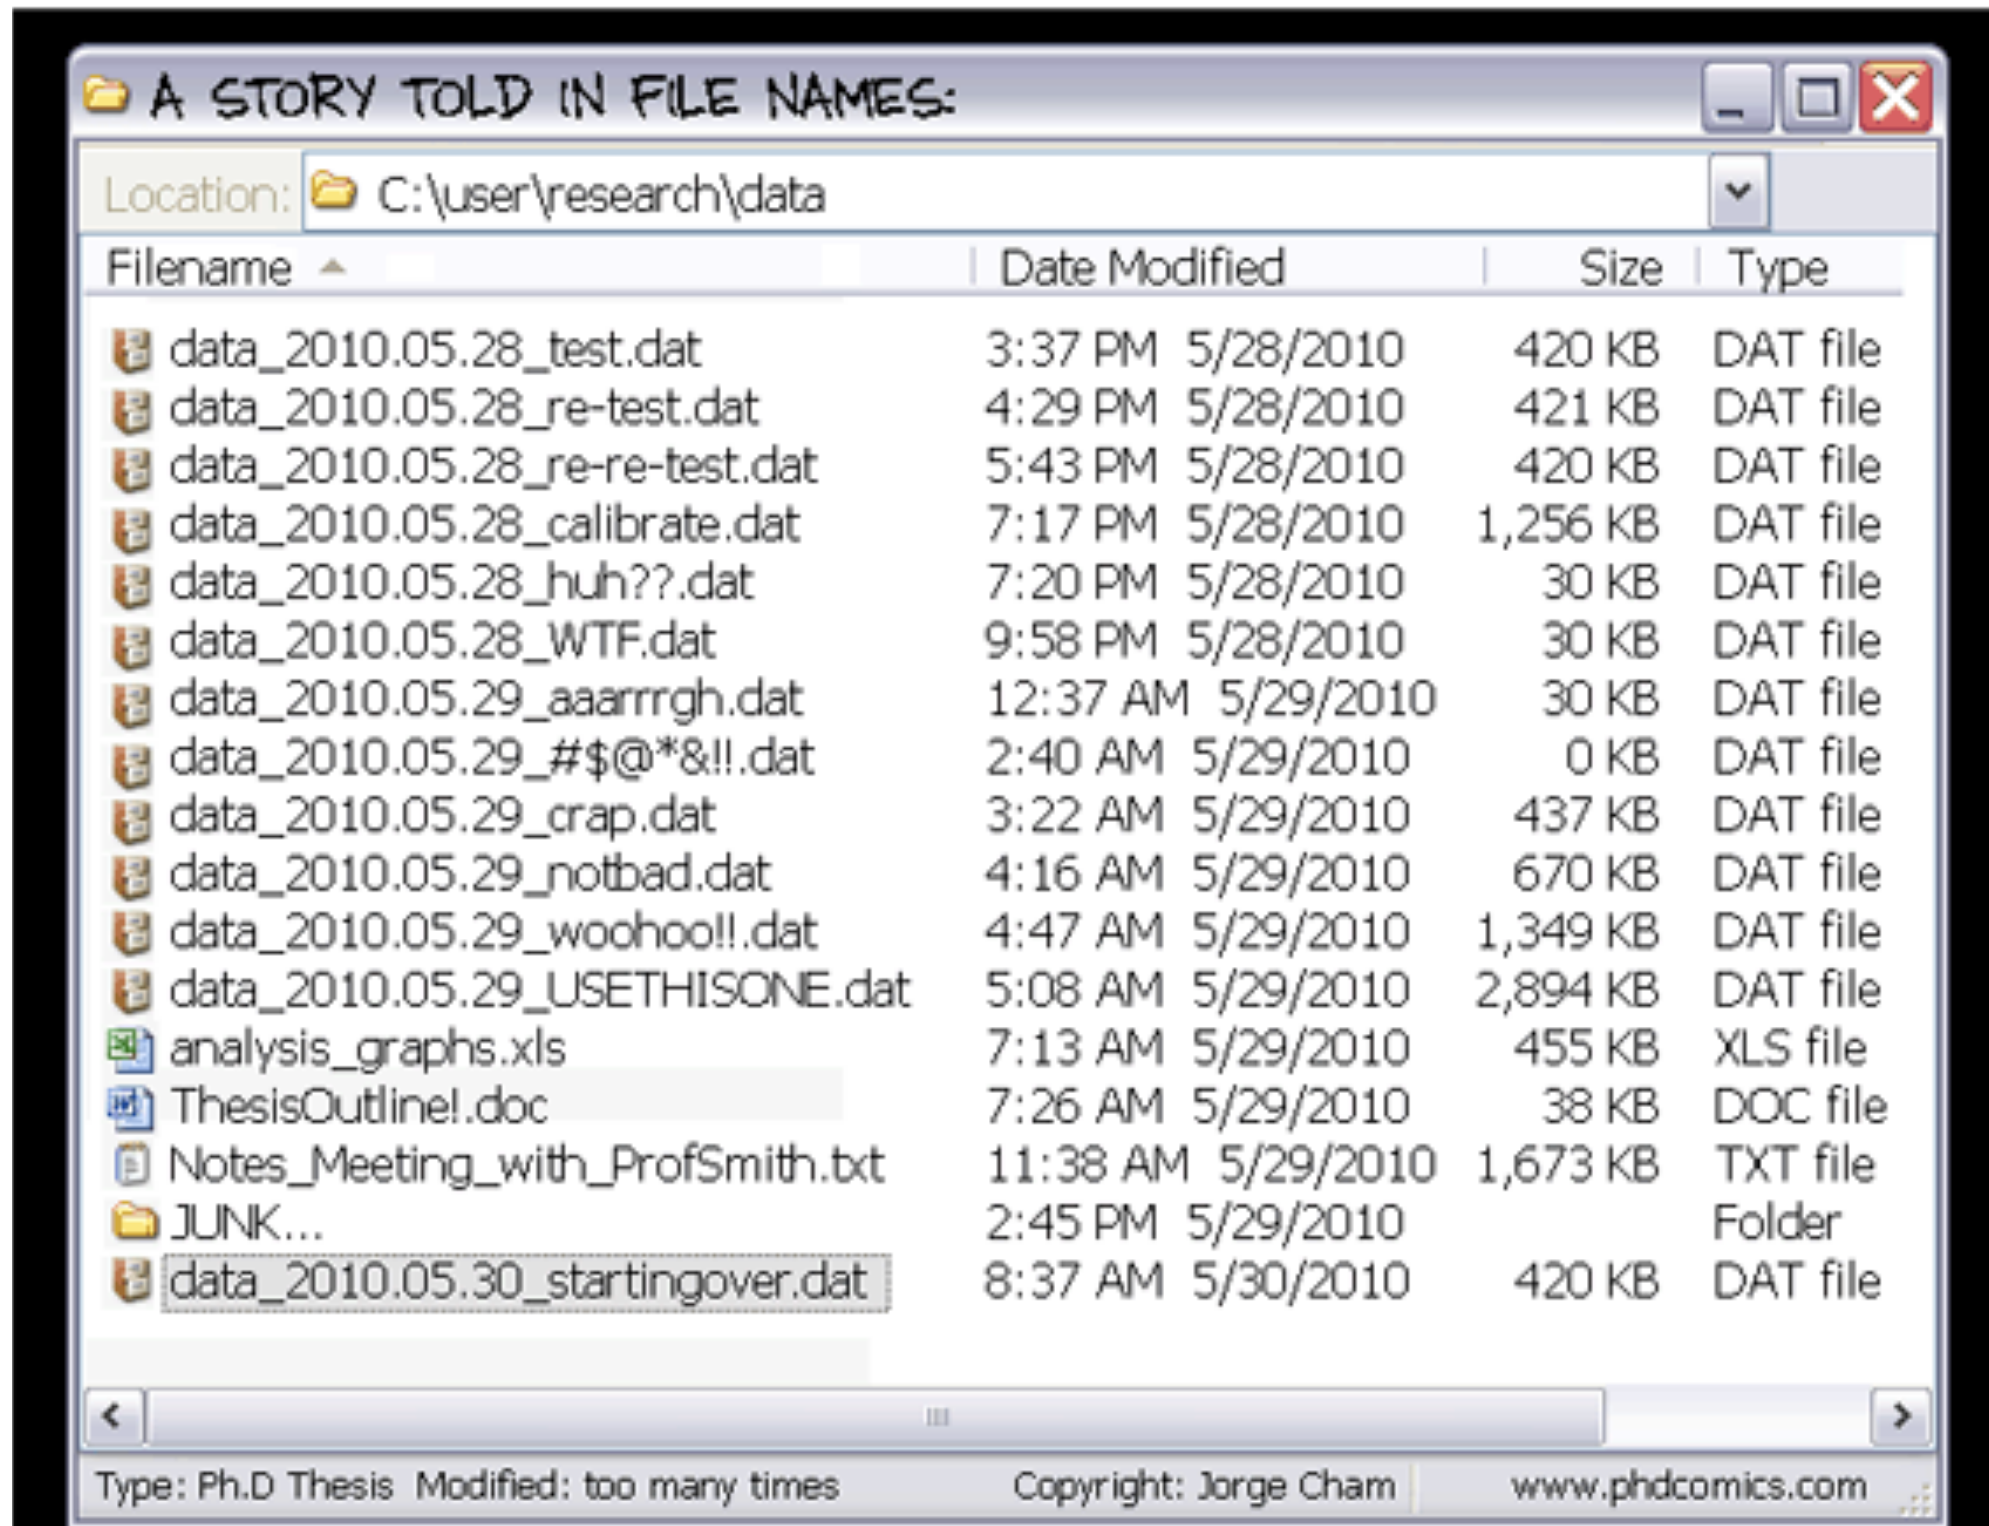 A STORY TOLD IN FILE NAMES:
Location: C:\user\research\data
Filename Date Modified Size Type
data_2010.05.28_test.dat 3:37 PM 5/28/2010 420 KB DAT file
data_2010.05.28_re-test.dat 4:29 PM 5/28/2010 421 KB DAT file
data_2010.05.28_re-re-test.dat 5:43 PM 5/28/2010 420 KB DAT file
data_2010.05.28_calibrate.dat 7:17 PM 5/28/2010 1,256 KB DAT file
data_2010.05.28_huh??.dat 7:20 PM 5/28/2010 30 KB DAT file
data_2010.05.28_WTF.dat 9:58 PM 5/28/2010 30 KB DAT file
data_2010.05.29_aaarrrgh.dat 12:37 AM 5/29/2010 30 KB DAT file
data_2010.05.29_#$@*&!!.dat 2:40 AM 5/29/2010 0 KB DAT file
data_2010.05.29_crap.dat 3:22 AM 5/29/2010 437 KB DAT file
data_2010.05.29_notbad.dat 4:16 AM 5/29/2010 670 KB DAT file
data_2010.05.29_woohoo!!.dat 4:47 AM 5/29/2010 1,349 KB DAT file
data_2010.05.29_USETHISONE.dat 5:08 AM 5/29/2010 2,894 KB DAT file
analysis_graphs.xls 7:13 AM 5/29/2010 455 KB XLS file
ThesisOutline!.doc 7:26 AM 5/29/2010 38 KB DOC file
Notes_Meeting_with_ProfSmith.txt 11:38 AM 5/29/2010 1,673 KB TXT file
JUNK... 2:45 PM 5/29/2010 Folder
data_2010.05.30_startingover.dat 8:37 AM 5/30/2010 420 KB DAT file
Type: Ph.D Thesis Modified: too many times Copyright: Jorge Cham www.phdcomics.com